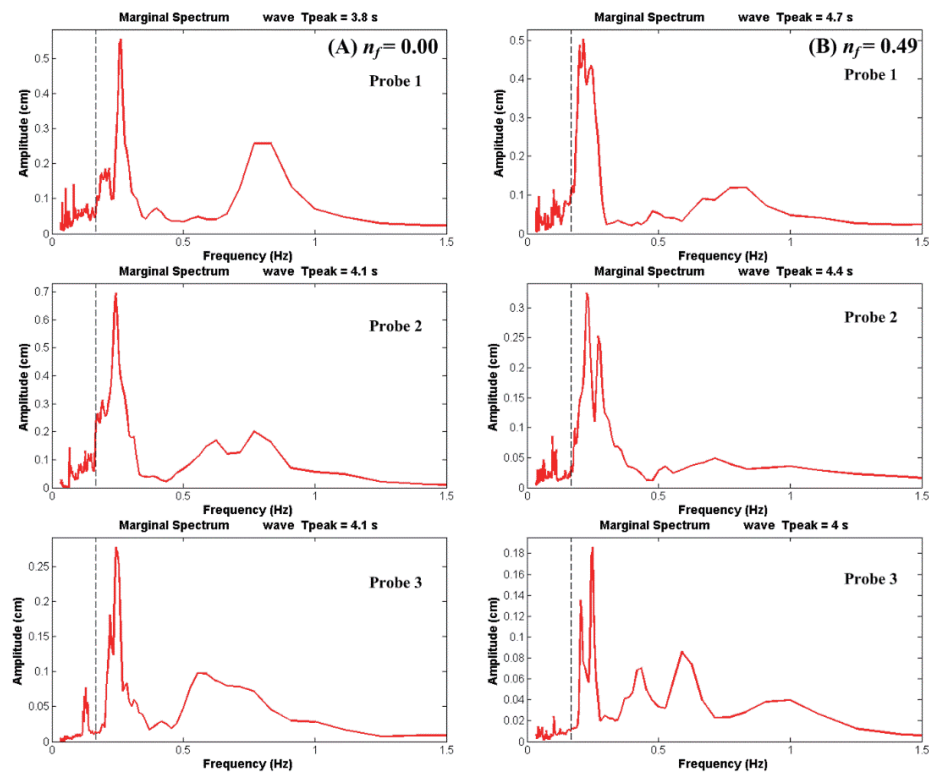 Marginal Spectrum wave Tpeak = 3.8 s
(A) nf = 0.00
Probe 1
Amplitude (cm)
0.5
0.4
0.3
0.2
0.1
0
0 0.5 1 1.5
Frequency (Hz)
Marginal Spectrum wave Tpeak = 4.1 s
Probe 2
Amplitude (cm)
0.7
0.6
0.5
0.4
0.3
0.2
0.1
0
0 0.5 1 1.5
Frequency (Hz)
Marginal Spectrum wave Tpeak = 4.1 s
Probe 3
Amplitude (cm)
0.25
0.2
0.15
0.1
0.05
0
0 0.5 1 1.5
Frequency (Hz)
Marginal Spectrum wave Tpeak = 4.7 s
(B) nf = 0.49
Probe 1
Amplitude (cm)
0.5
0.4
0.3
0.2
0.1
0
0 0.5 1 1.5
Frequency (Hz)
Marginal Spectrum wave Tpeak = 4.4 s
Probe 2
Amplitude (cm)
0.3
0.25
0.2
0.15
0.1
0.05
0
0 0.5 1 1.5
Frequency (Hz)
Marginal Spectrum wave Tpeak = 4 s
Probe 3
Amplitude (cm)
0.18
0.16
0.14
0.12
0.1
0.08
0.06
0.04
0.02
0
0 0.5 1 1.5
Frequency (Hz)